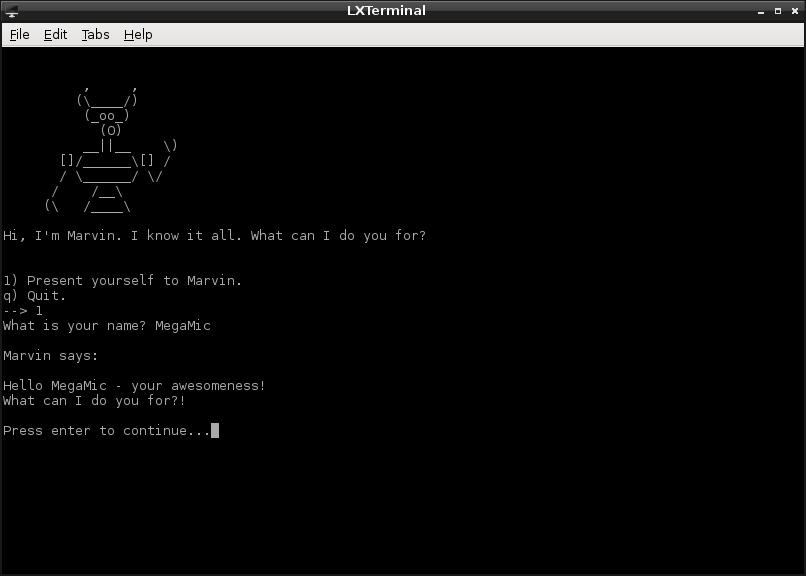 LXTerminal
File Edit Tabs Help
         ,     ,
         (\____/)
          (_oo_)
            (O)
          __||__    \)
       []/______\[] /
       / \______/ \/
      /    /__\
     (\   /____\
Hi, I'm Marvin. I know it all. What can I do you for?
1) Present yourself to Marvin.
q) Quit.
--> 1
What is your name? MegaMic
Marvin says:
Hello MegaMic - your awesomeness!
What can I do you for?!
Press enter to continue...